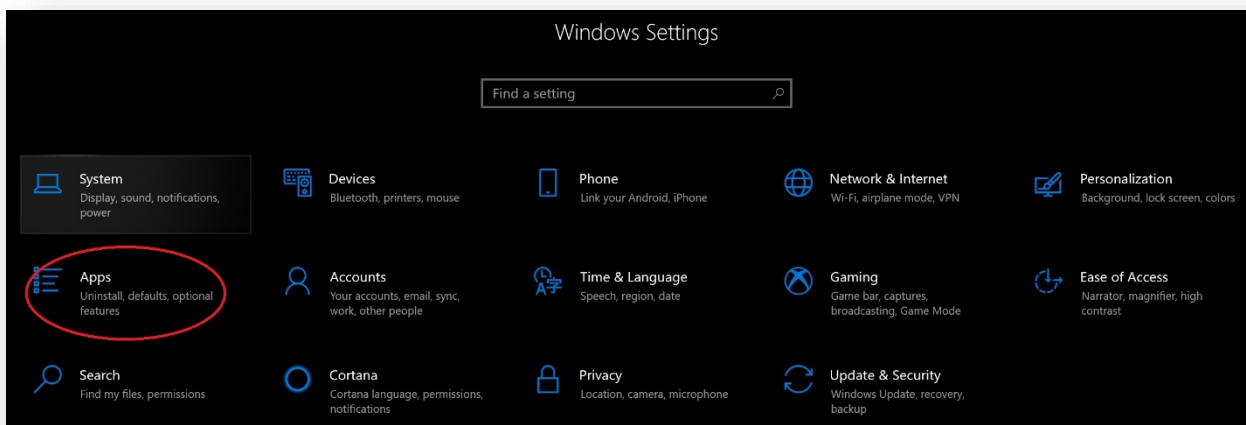 Windows Settings
Find a setting
System
Display, sound, notifications,
power
Devices
Bluetooth, printers, mouse
Phone
Link your Android, iPhone
Network & Internet
Wi-Fi, airplane mode, VPN
Personalization
Background, lock screen, colors
Apps
Uninstall, defaults, optional
features
Accounts
Your accounts, email, sync,
work, other people
A字
Time & Language
Speech, region, date
Gaming
Game bar, captures,
broadcasting, Game Mode
Ease of Access
Narrator, magnifier, high
contrast
Search
Find my files, permissions
Cortana
Cortana language, permissions,
notifications
Privacy
Location, camera, microphone
Update & Security
Windows Update, recovery,
backup